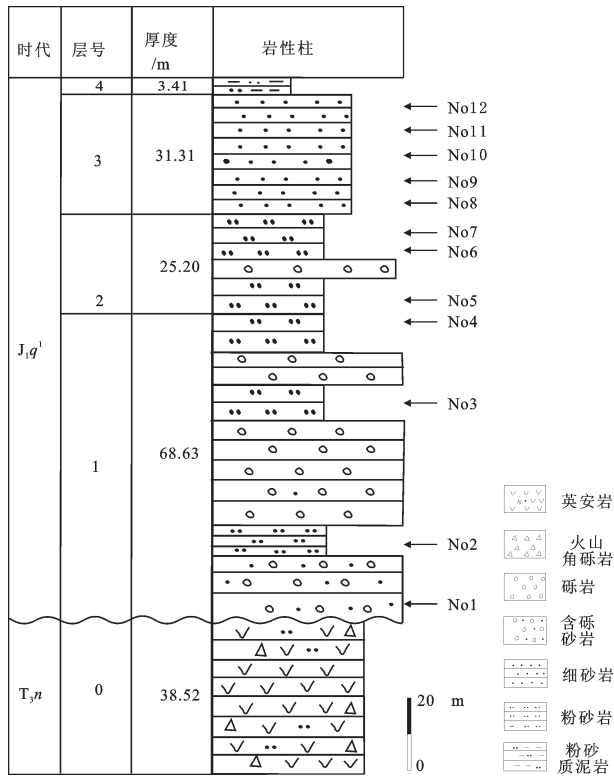 时代 层号 厚度 /m 岩性柱
4 3.41
No12
No11
3 31.31 No10
No9
No8
No7
No6
25.20
2 No5
No4
J₁q¹
No3
1 68.63
英安岩
No2 火山
角砾岩
砾岩
No1 含砾
砂岩
T₃n 0 38.52 细砂岩
20 m
粉砂岩
0 粉砂
质泥岩